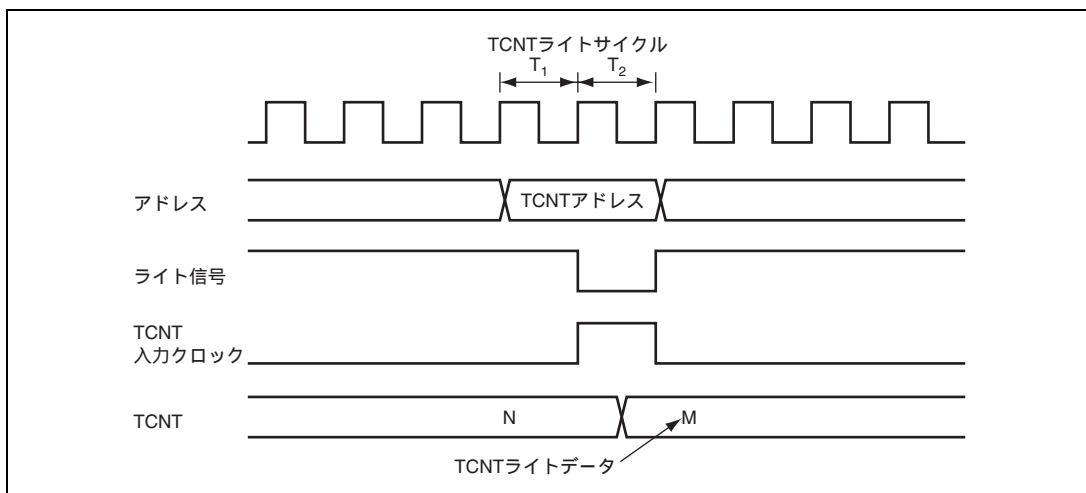 TCNTライトサイクル
T1 T2
アドレス
TCNTアドレス
ライト信号
TCNT
入力クロック
TCNT
N
M
TCNTライトデータ